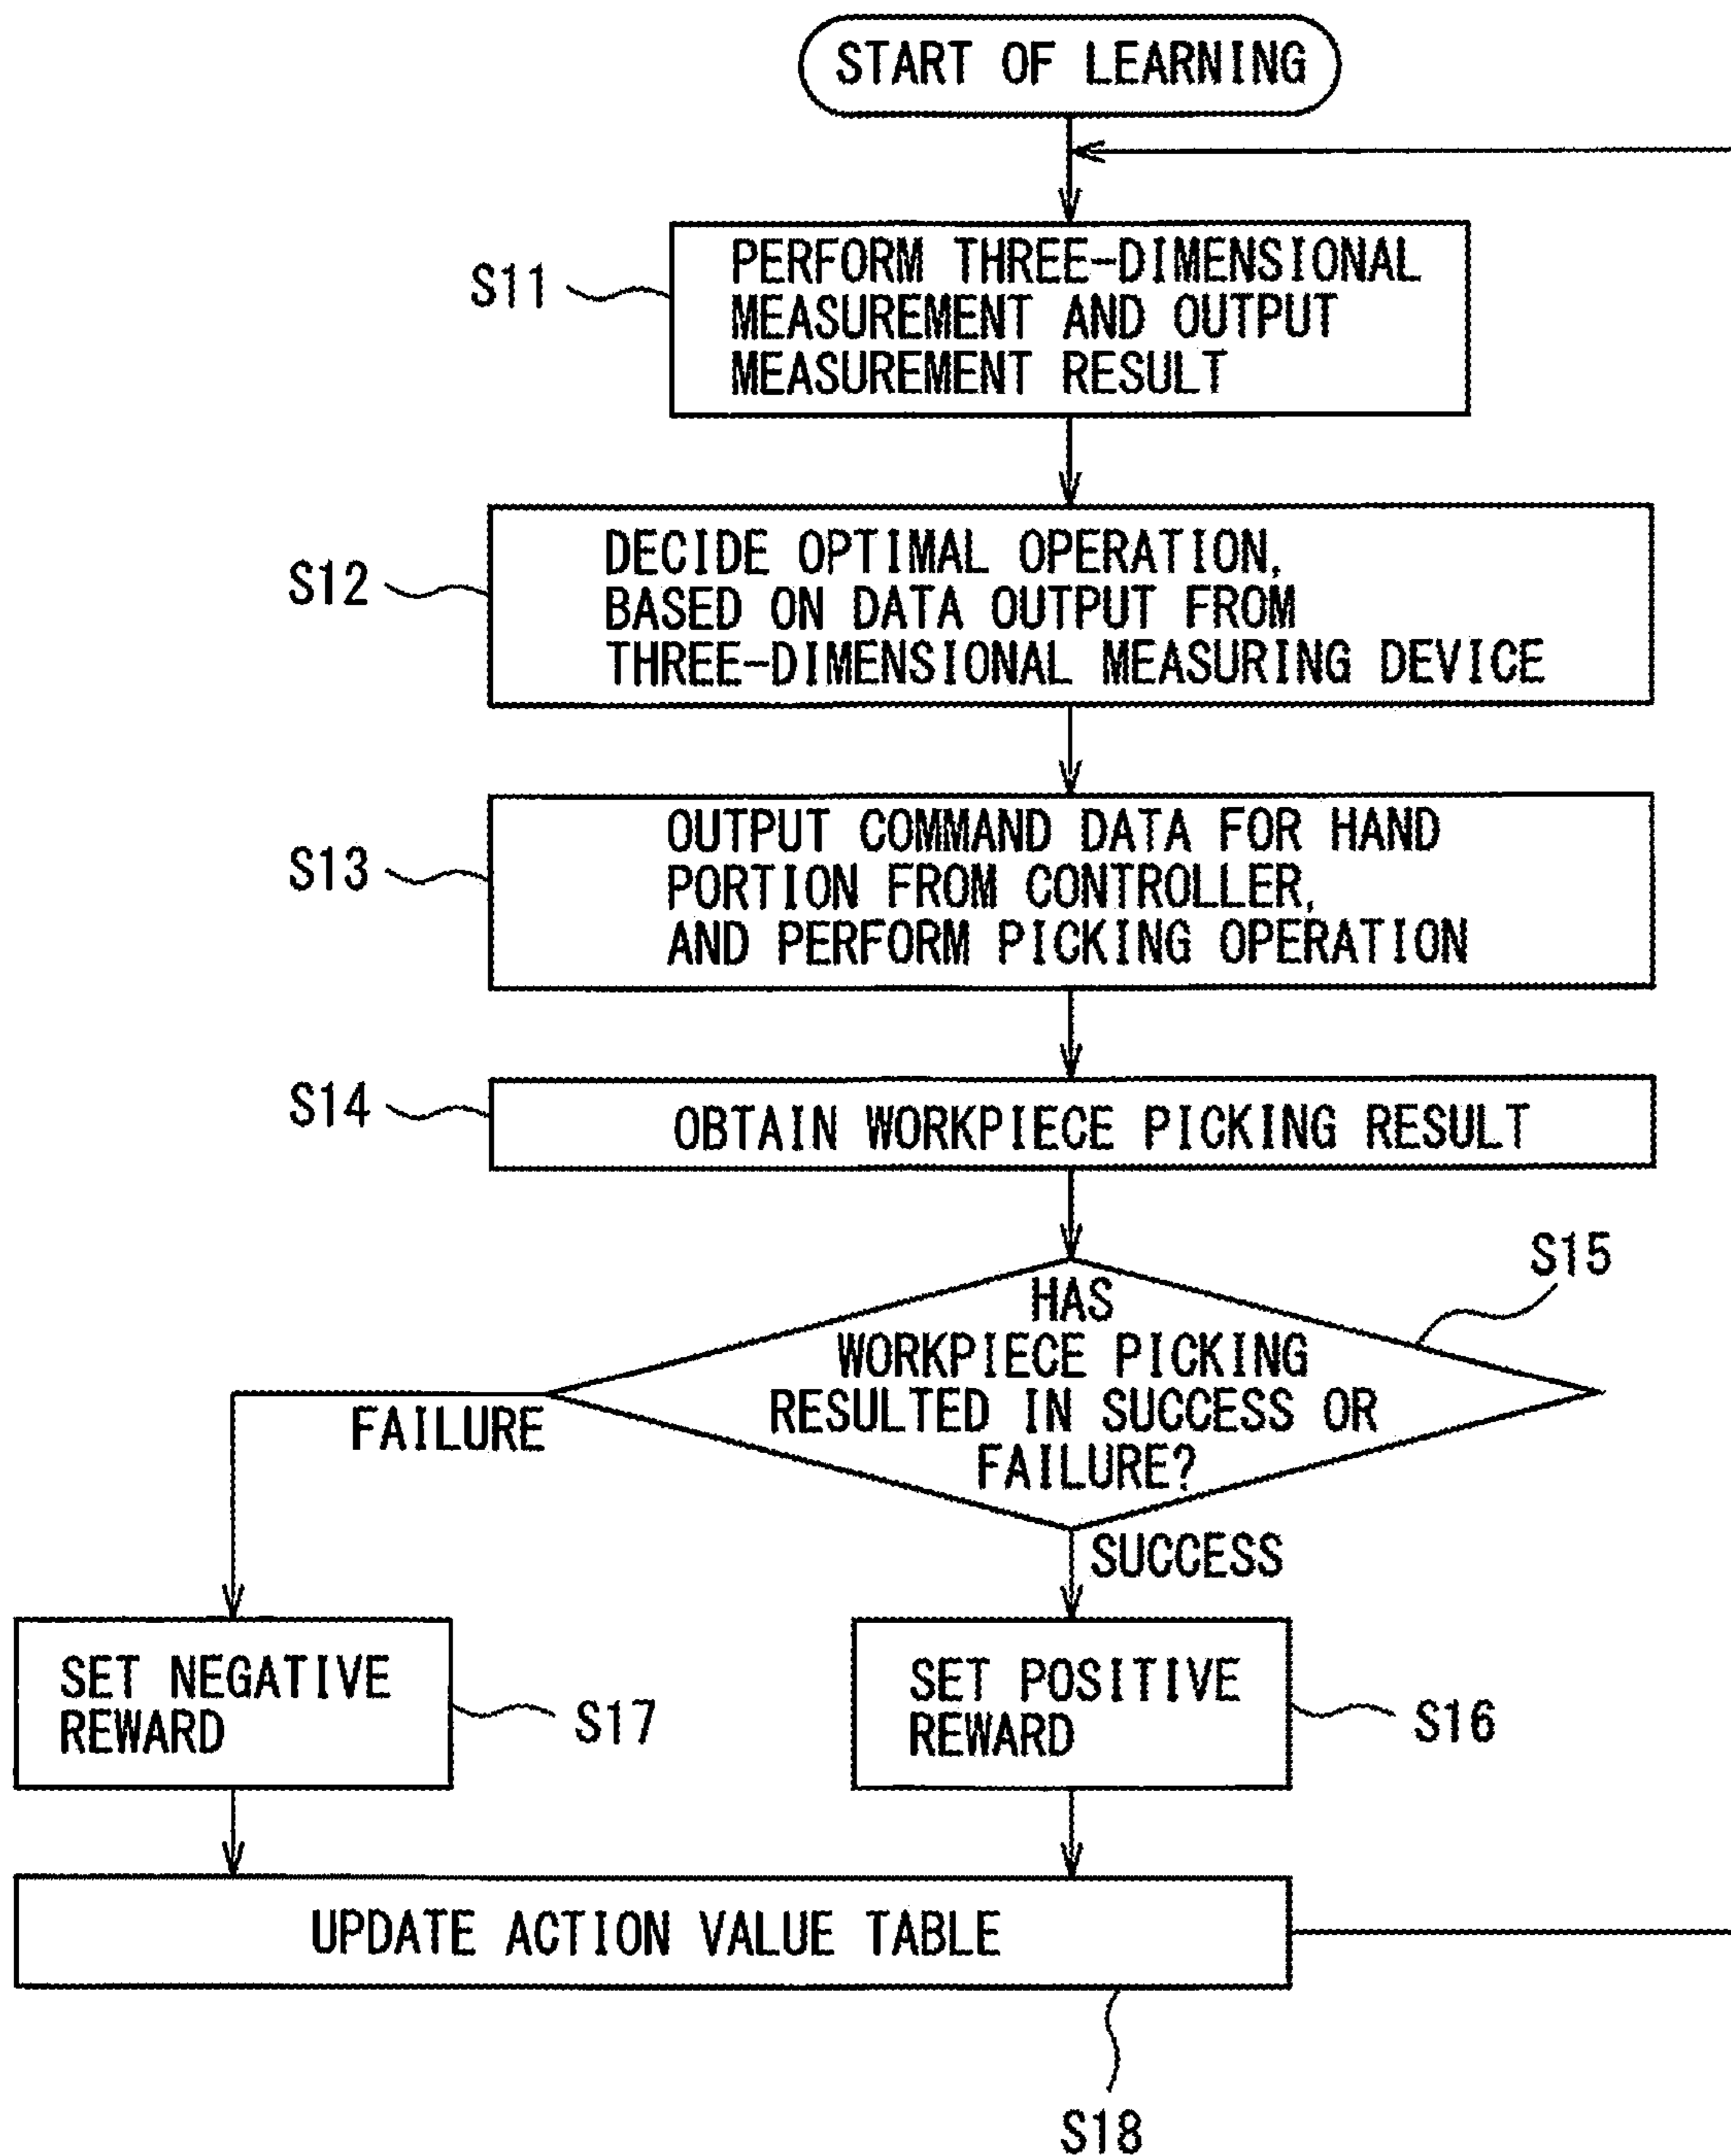 START OF LEARNING
S11
PERFORM THREE-DIMENSIONAL
MEASUREMENT AND OUTPUT
MEASUREMENT RESULT
S12
DECIDE OPTIMAL OPERATION,
BASED ON DATA OUTPUT FROM
THREE-DIMENSIONAL MEASURING DEVICE
S13
OUTPUT COMMAND DATA FOR HAND
PORTION FROM CONTROLLER,
AND PERFORM PICKING OPERATION
S14
OBTAIN WORKPIECE PICKING RESULT
S15
HAS
WORKPIECE PICKING
RESULTED IN SUCCESS OR
FAILURE?
FAILURE
SUCCESS
SET NEGATIVE
REWARD
S17
SET POSITIVE
REWARD
S16
UPDATE ACTION VALUE TABLE
S18